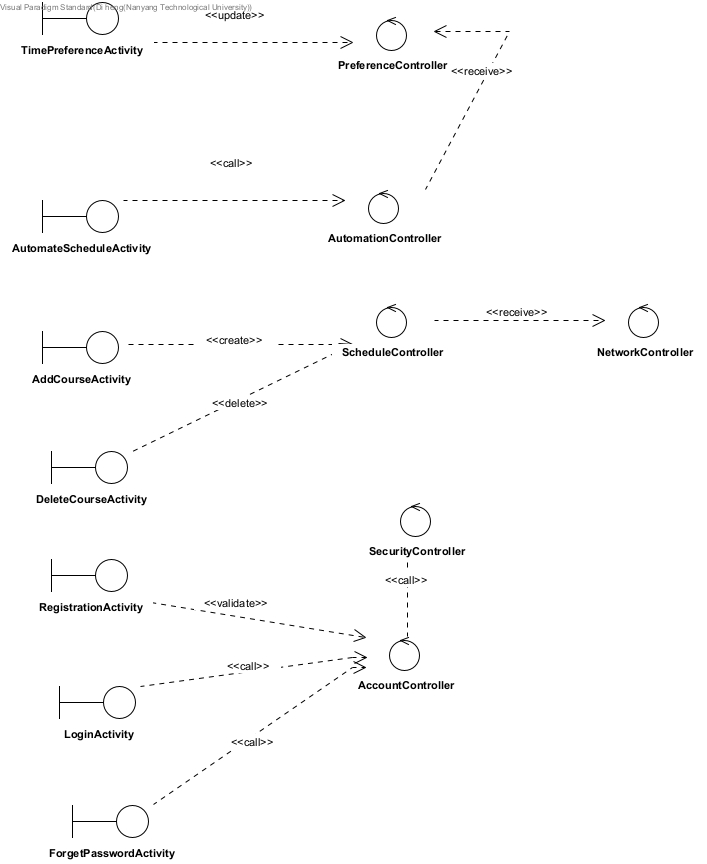 Visual Paradigm Standard(Di heng(Nanyang Technological University))
<<update>>
TimePreferenceActivity
PreferenceController
<<receive>>
<<call>>
AutomateScheduleActivity
AutomationController
<<receive>>
<<create>>
ScheduleController
NetworkController
AddCourseActivity
<<delete>>
DeleteCourseActivity
SecurityController
<<call>>
RegistrationActivity
<<validate>>
<<call>>
AccountController
LoginActivity
<<call>>
ForgetPasswordActivity